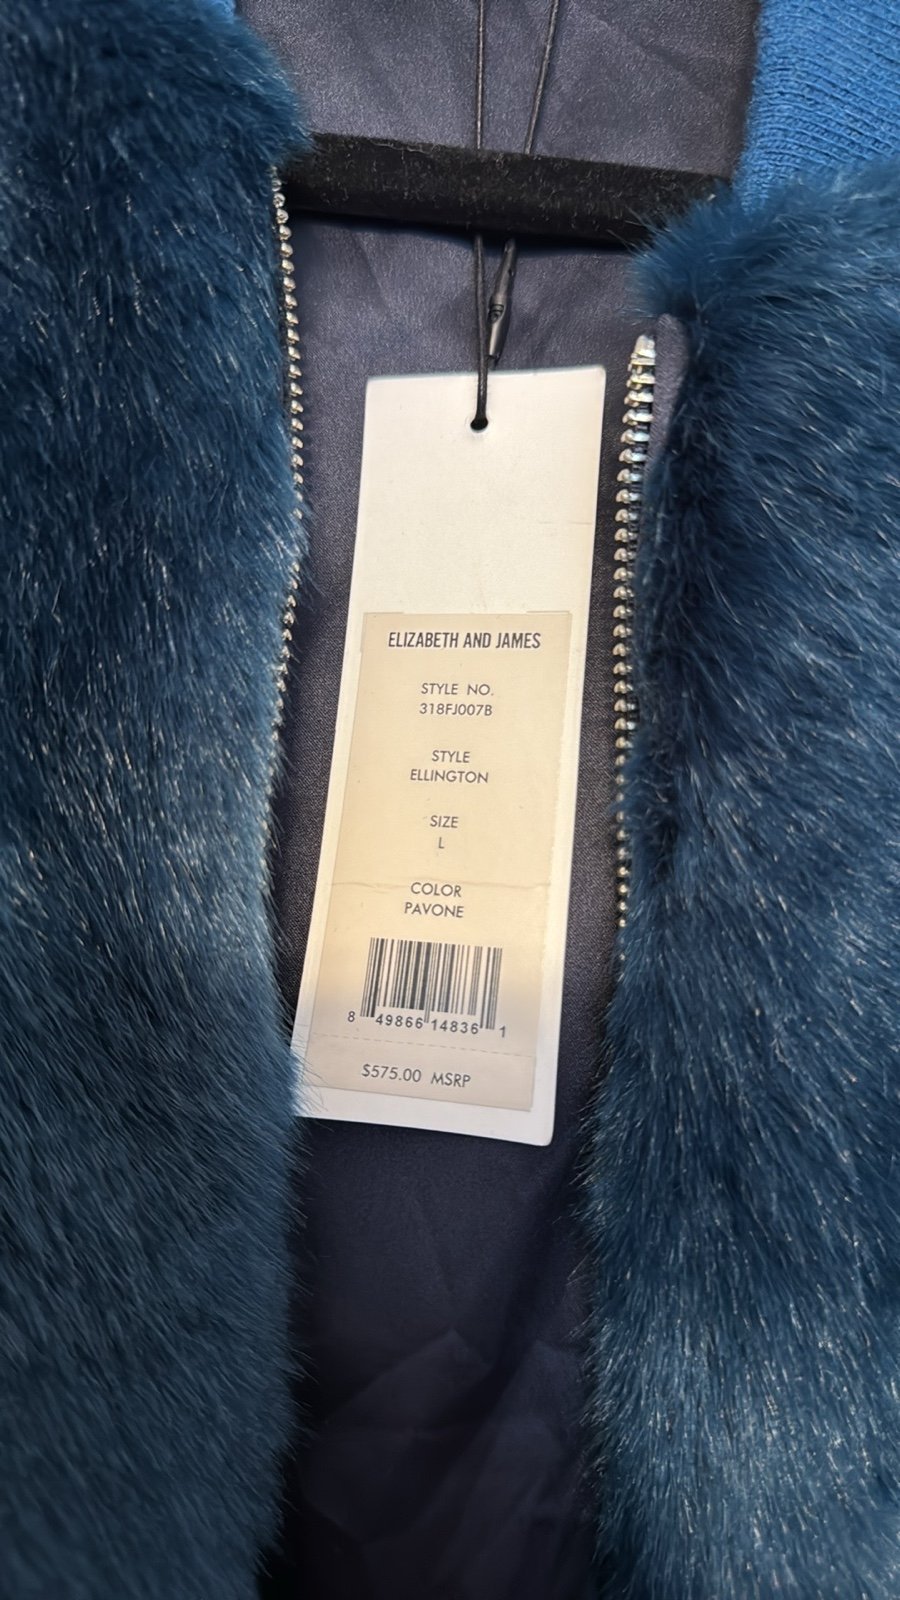 ELIZABETH AND JAMES
STYLE NO.
318FJ007B
STYLE
ELLINGTON
SIZE
L
COLOR
PAVONE
8 49866 14836 1
$575.00 MSRP